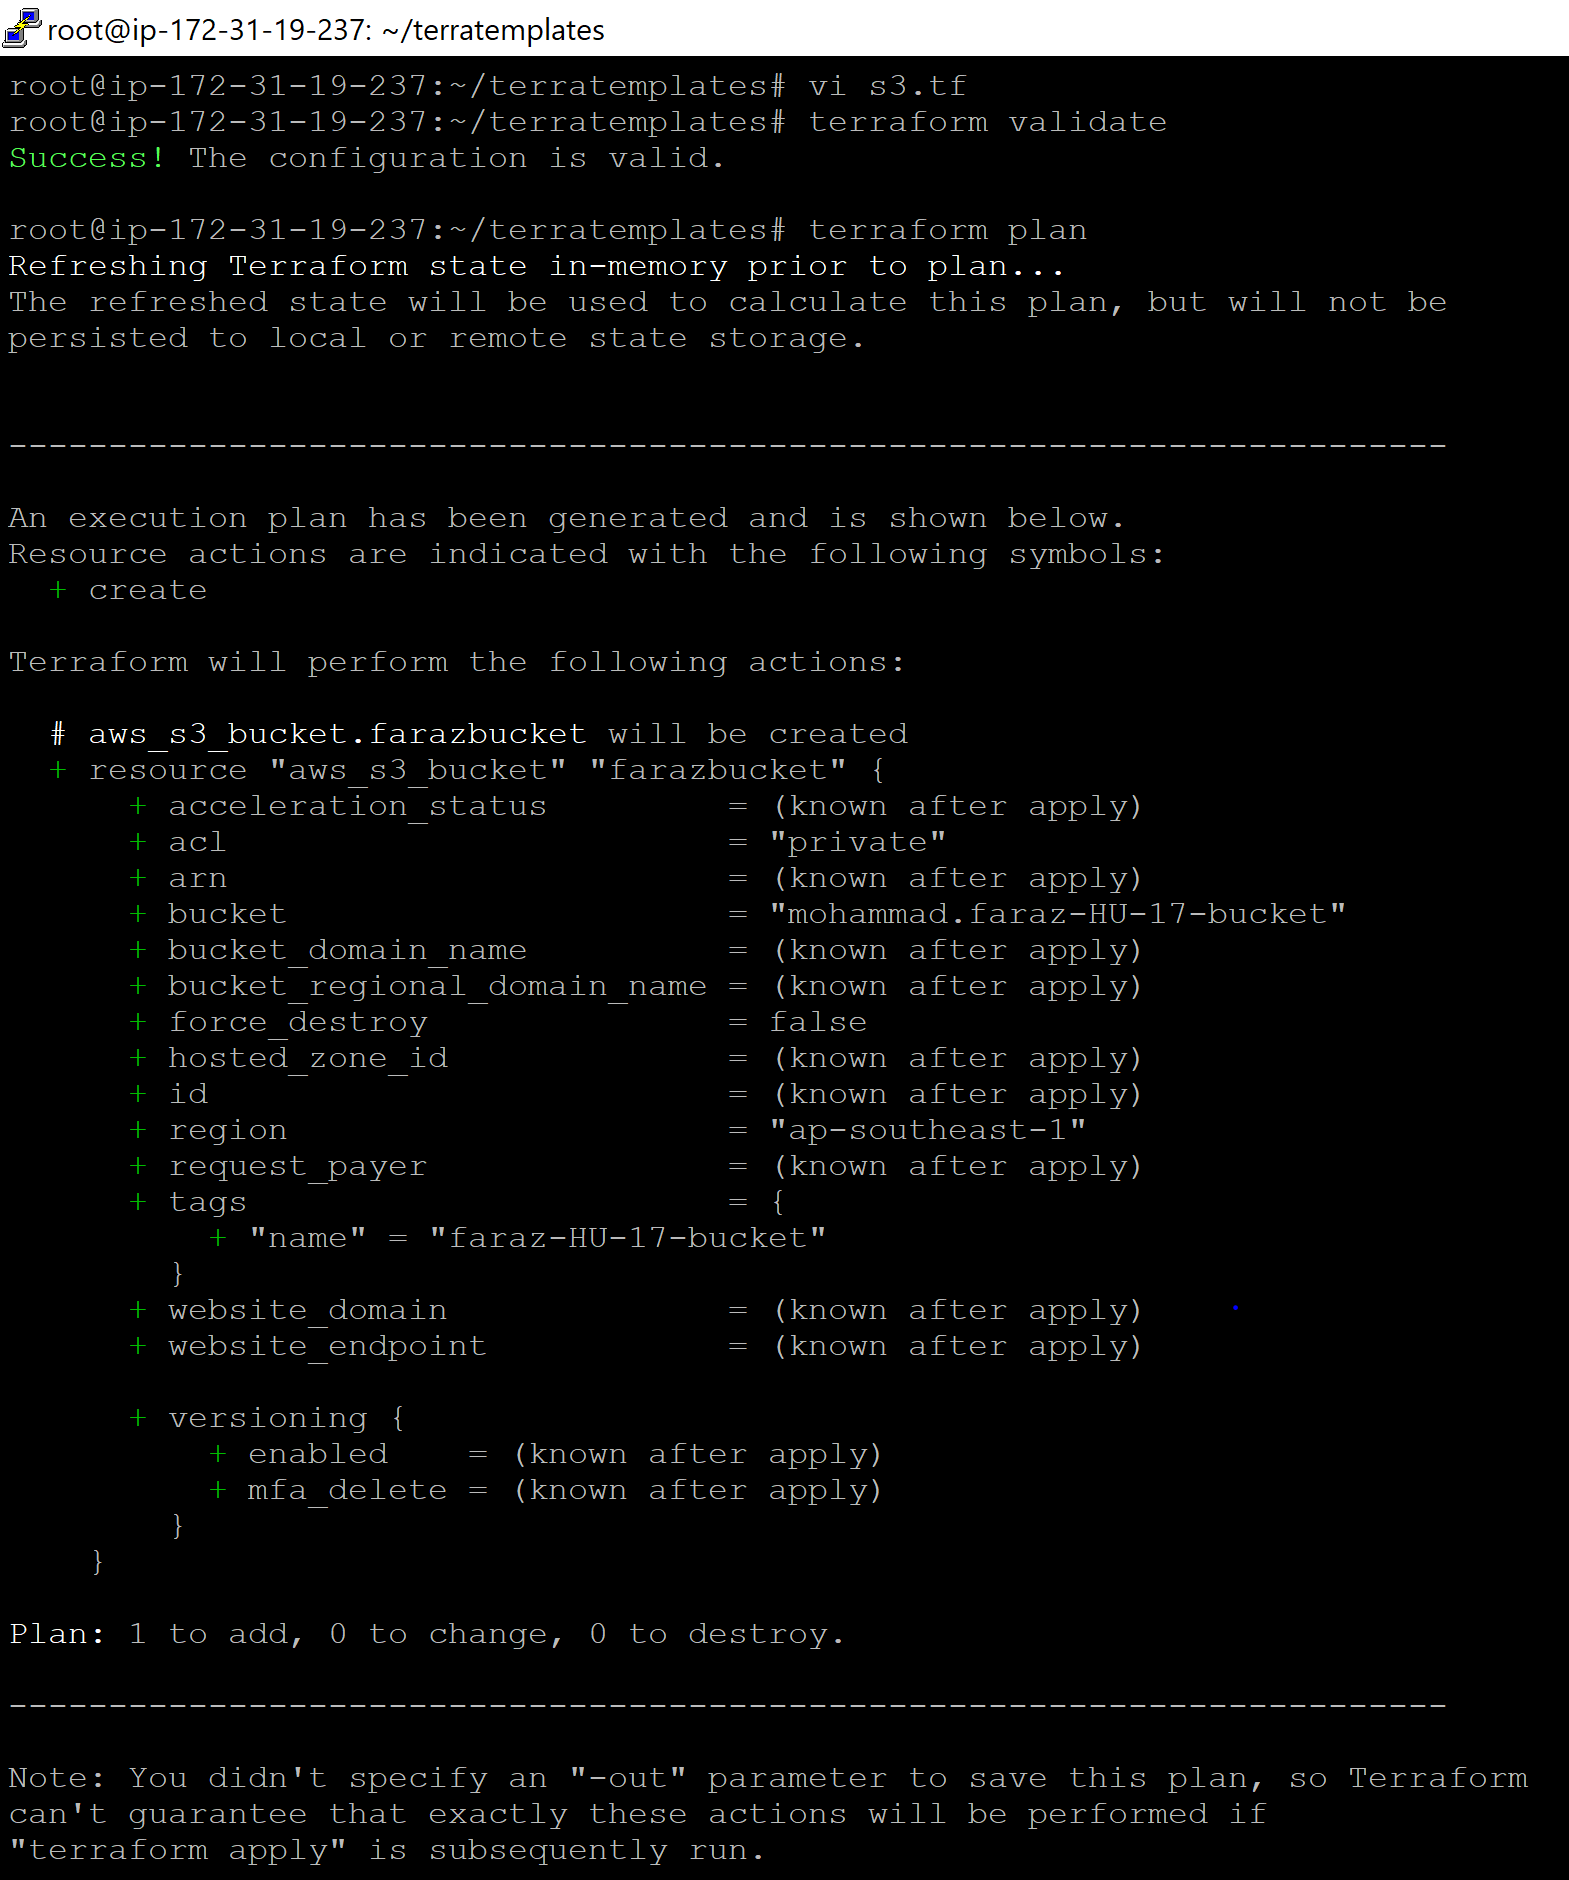 root@ip-172-31-19-237: ~/terratemplates
root@ip-172-31-19-237:~/terratemplates# vi s3.tf
root@ip-172-31-19-237:~/terratemplates# terraform validate
Success! The configuration is valid.
root@ip-172-31-19-237:~/terratemplates# terraform plan
Refreshing Terraform state in-memory prior to plan...
The refreshed state will be used to calculate this plan, but will not be
persisted to local or remote state storage.
------------------------------------------------------------------------
An execution plan has been generated and is shown below.
Resource actions are indicated with the following symbols:
  + create
Terraform will perform the following actions:
  # aws_s3_bucket.farazbucket will be created
  + resource "aws_s3_bucket" "farazbucket" {
      + acceleration_status         = (known after apply)
      + acl                         = "private"
      + arn                         = (known after apply)
      + bucket                      = "mohammad.faraz-HU-17-bucket"
      + bucket_domain_name          = (known after apply)
      + bucket_regional_domain_name = (known after apply)
      + force_destroy               = false
      + hosted_zone_id              = (known after apply)
      + id                          = (known after apply)
      + region                      = "ap-southeast-1"
      + request_payer               = (known after apply)
      + tags                        = {
          + "name" = "faraz-HU-17-bucket"
        }
      + website_domain              = (known after apply)
      + website_endpoint            = (known after apply)
      + versioning {
          + enabled    = (known after apply)
          + mfa_delete = (known after apply)
        }
    }
Plan: 1 to add, 0 to change, 0 to destroy.
------------------------------------------------------------------------
Note: You didn't specify an "-out" parameter to save this plan, so Terraform
can't guarantee that exactly these actions will be performed if
"terraform apply" is subsequently run.